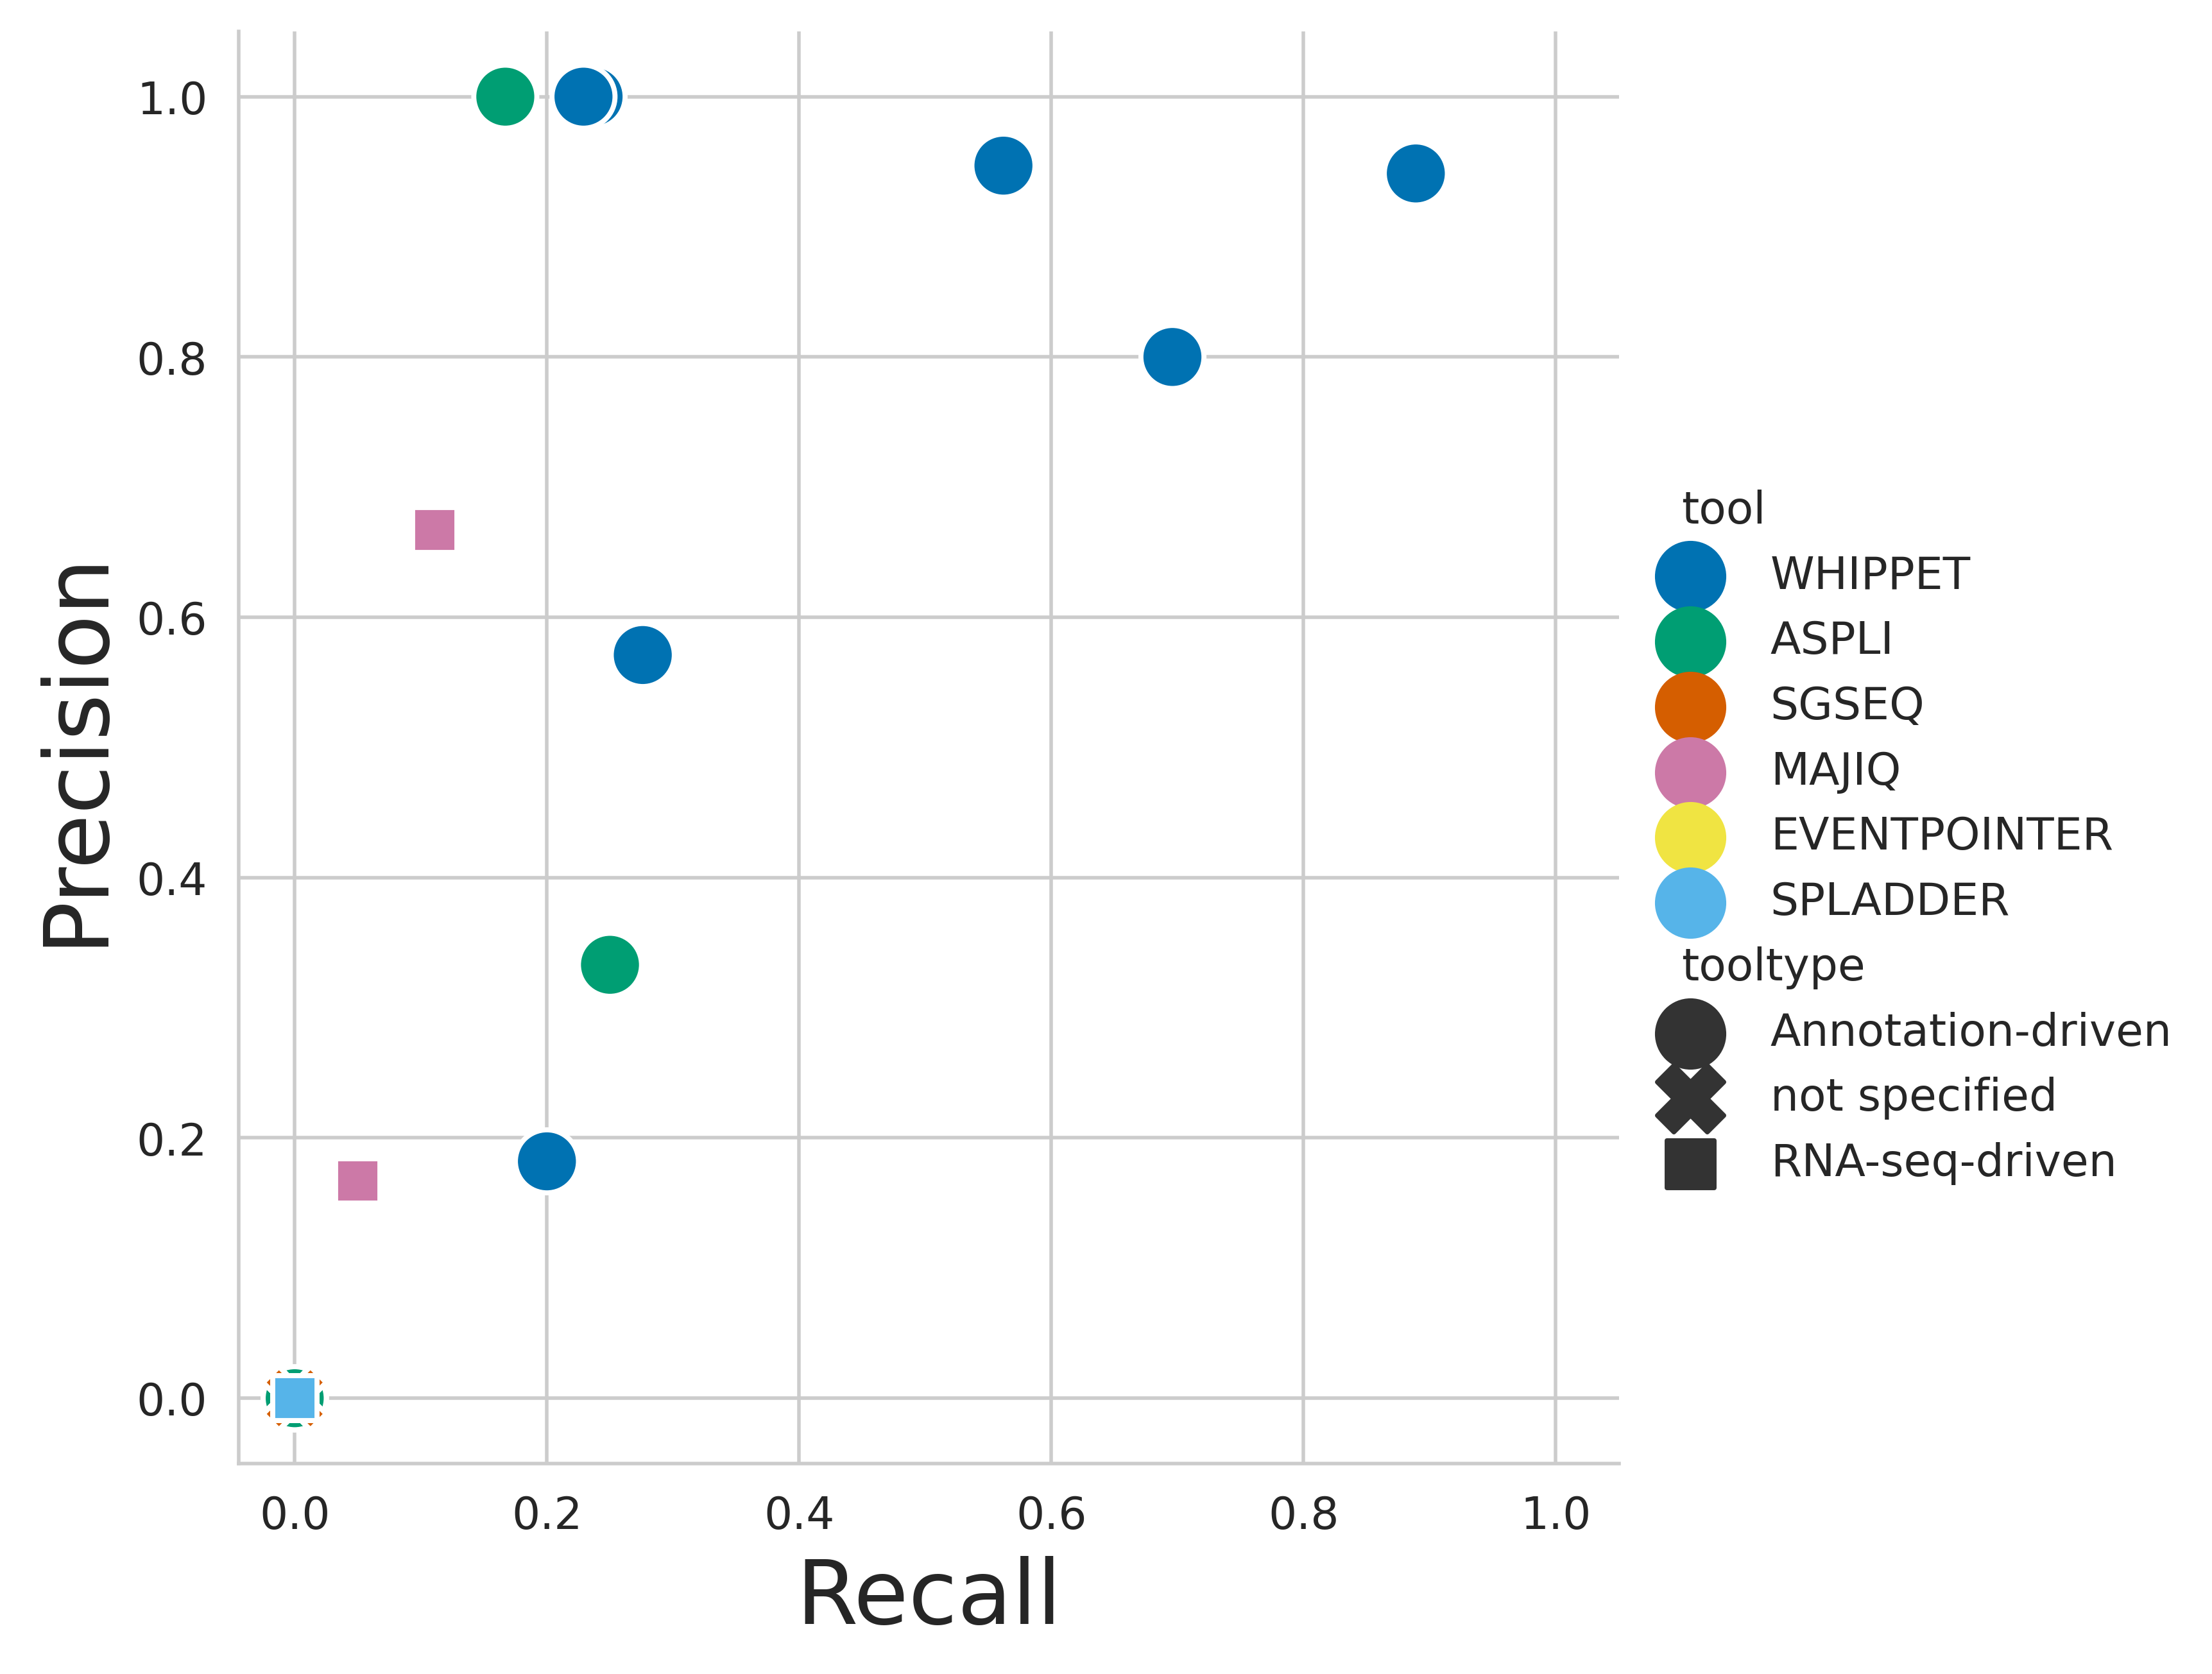 1.0
0.8
0.6
0.4
0.2
0.0
Precision
0.0 0.2 0.4 0.6 0.8 1.0
Recall
tool
WHIPPET
ASPLI
SGSEQ
MAJIQ
EVENTPOINTER
SPLADDER
tooltype
Annotation-driven
not specified
RNA-seq-driven